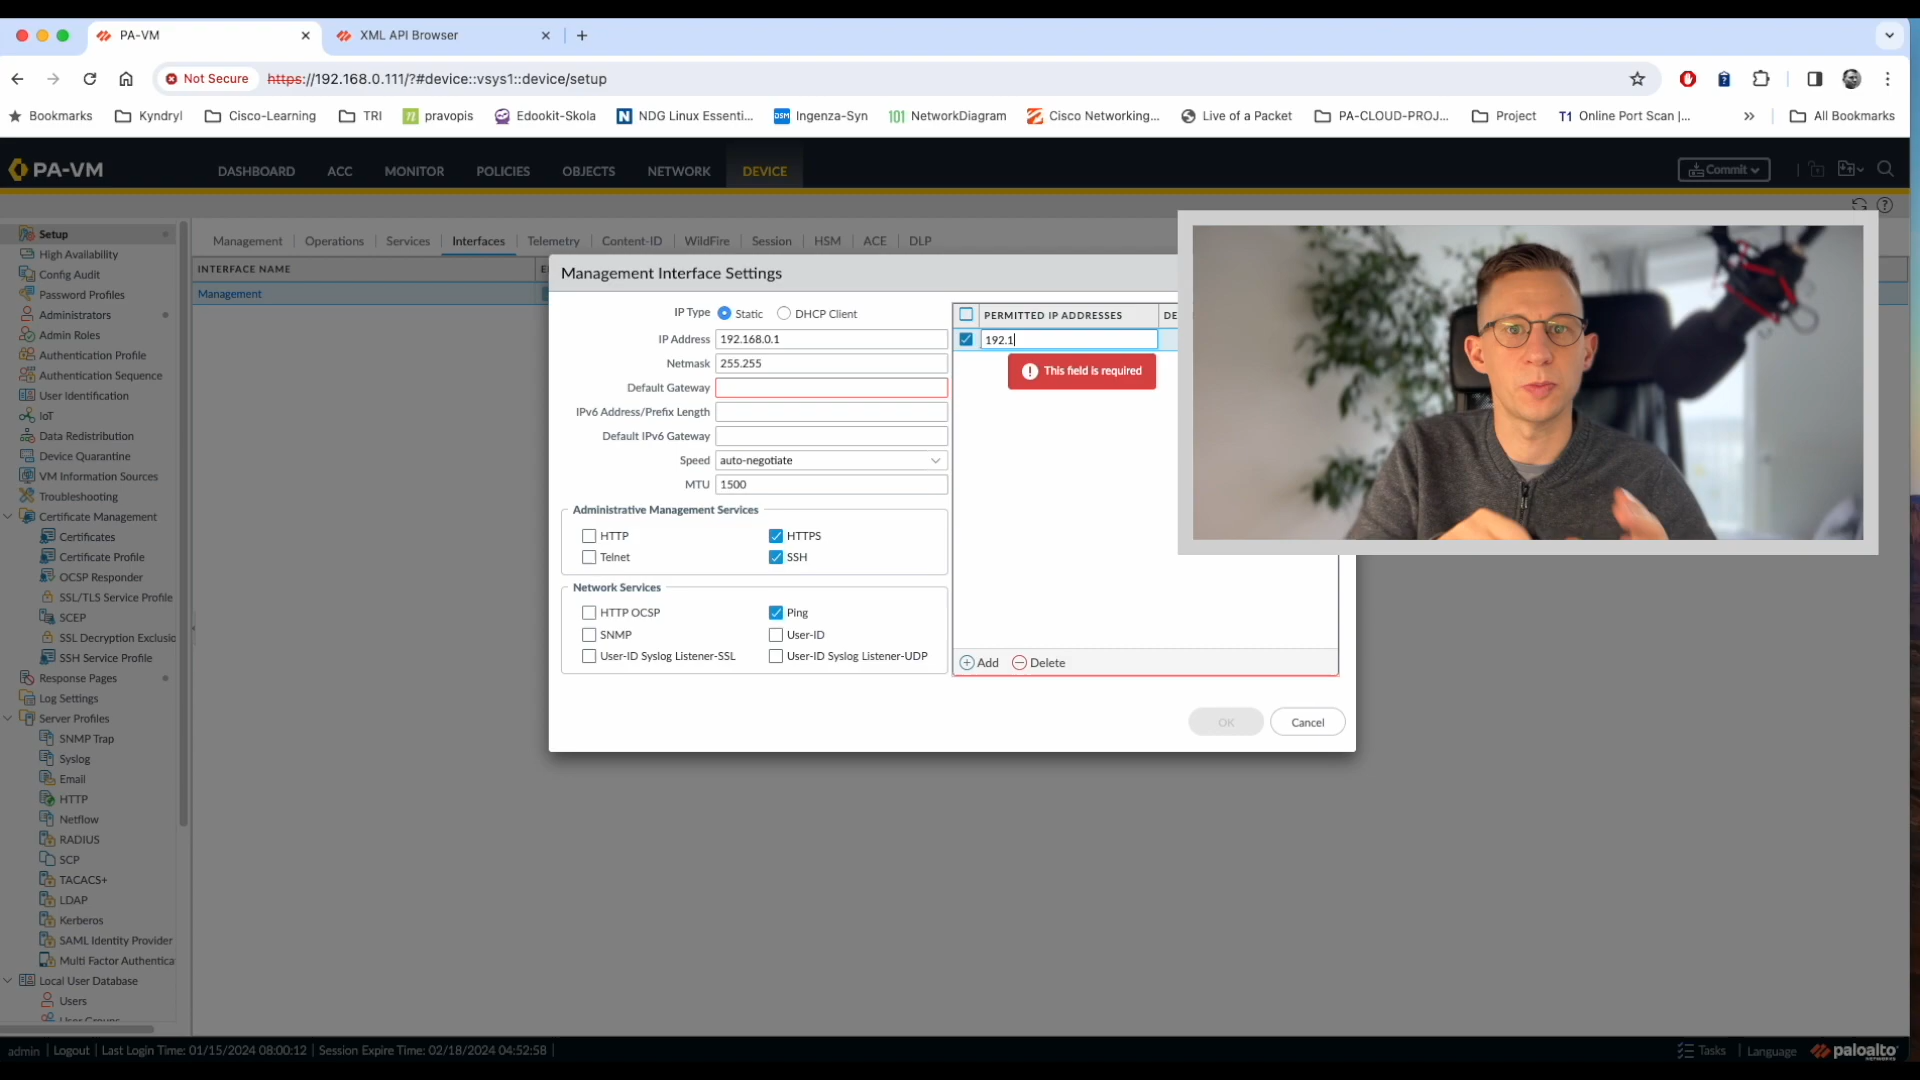 PA-VM
XML API Browser
Not Secure
https://192.168.0.111/?#device::vsys1::device/setup
Bookmarks
Kyndryl
Cisco-Learning
TRI
pravopis
Edookit-Skola
NDG Linux Essenti...
Ingenza-Syn
NetworkDiagram
Cisco Networking...
Live of a Packet
PA-CLOUD-PROJ...
Project
Online Port Scan |...
All Bookmarks
PA-VM
DASHBOARD
ACC
MONITOR
POLICIES
OBJECTS
NETWORK
DEVICE
Commit
Setup
High Availability
Config Audit
Password Profiles
Administrators
Admin Roles
Authentication Profile
Authentication Sequence
User Identification
IoT
Data Redistribution
Device Quarantine
VM Information Sources
Troubleshooting
Certificate Management
Certificates
Certificate Profile
OCSP Responder
SSL/TLS Service Profile
SCEP
SSL Decryption Exclusio
SSH Service Profile
Response Pages
Log Settings
Server Profiles
SNMP Trap
Syslog
Email
HTTP
Netflow
RADIUS
SCP
TACACS+
LDAP
Kerberos
SAML Identity Provider
Multi Factor Authentica
Local User Database
Users
User Groups
Management
Operations
Services
Interfaces
Telemetry
Content-ID
WildFire
Session
HSM
ACE
DLP
INTERFACE NAME
E
Management
Management Interface Settings
IP Type Static DHCP Client
IP Address 192.168.0.1
Netmask 255.255
Default Gateway
IPv6 Address/Prefix Length
Default IPv6 Gateway
Speed auto-negotiate
MTU 1500
Administrative Management Services
HTTP HTTPS
Telnet SSH
Network Services
HTTP OCSP Ping
SNMP User-ID
User-ID Syslog Listener-SSL User-ID Syslog Listener-UDP
PERMITTED IP ADDRESSES DE
192.1
This field is required
Add Delete
OK Cancel
admin | Logout | Last Login Time: 01/15/2024 08:00:12 | Session Expire Time: 02/18/2024 04:52:58 |
Tasks | Language paloalto
NETWORKS